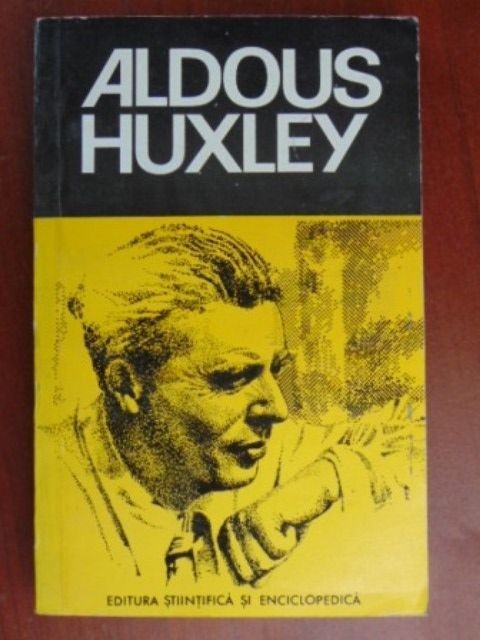 ALDOUS
HUXLEY
EDITURA ŞTIINŢIFICĂ ŞI ENCICLOPEDICĂ